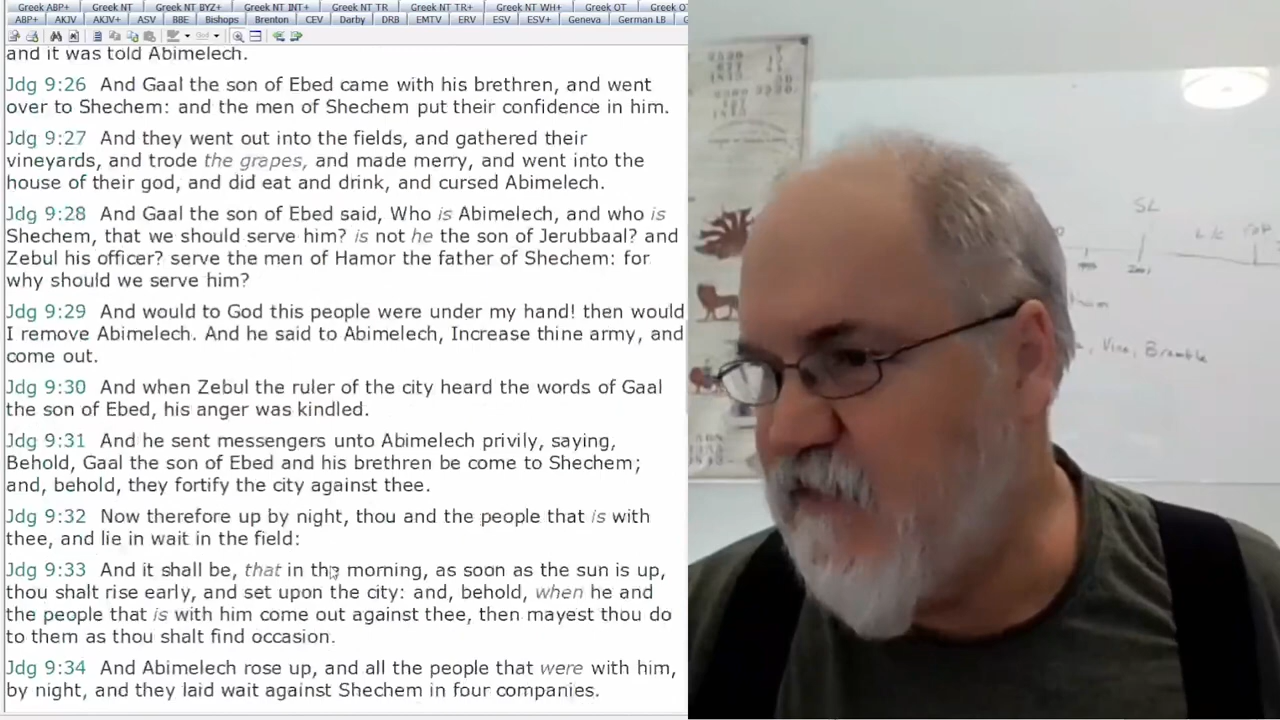 Greek ABP+ Greek NT Greek NT BYZ+ Greek NT INT+ Greek NT TR Greek NT TR+ Greek NT WH+ Greek OT
ABP+ AKJV AKJV+ ASV BBE Bishops Brenton CEV Darby DRB EMTV ERV ESV ESV+ Geneva German LB
and it was told Abimelech.
Jdg 9:26 And Gaal the son of Ebed came with his brethren, and went
over to Shechem: and the men of Shechem put their confidence in him.
Jdg 9:27 And they went out into the fields, and gathered their
vineyards, and trode the grapes, and made merry, and went into the
house of their god, and did eat and drink, and cursed Abimelech.
Jdg 9:28 And Gaal the son of Ebed said, Who is Abimelech, and who is
Shechem, that we should serve him? is not he the son of Jerubbaal? and
Zebul his officer? serve the men of Hamor the father of Shechem: for
why should we serve him?
Jdg 9:29 And would to God this people were under my hand! then would
I remove Abimelech. And he said to Abimelech, Increase thine army, and
come out.
Jdg 9:30 And when Zebul the ruler of the city heard the words of Gaal
the son of Ebed, his anger was kindled.
Jdg 9:31 And he sent messengers unto Abimelech privily, saying,
Behold, Gaal the son of Ebed and his brethren be come to Shechem;
and, behold, they fortify the city against thee.
Jdg 9:32 Now therefore up by night, thou and the people that is with
thee, and lie in wait in the field:
Jdg 9:33 And it shall be, that in the morning, as soon as the sun is up,
thou shalt rise early, and set upon the city: and, behold, when he and
the people that is with him come out against thee, then mayest thou do
to them as thou shalt find occasion.
Jdg 9:34 And Abimelech rose up, and all the people that were with him,
by night, and they laid wait against Shechem in four companies.
SL
Vine, Bramble